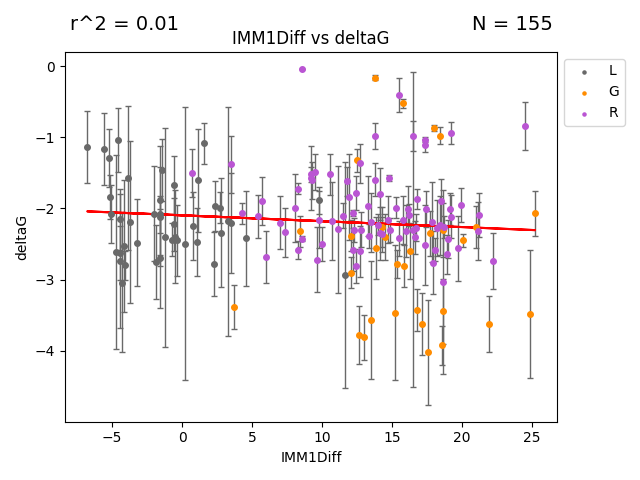 r^2 = 0.01
N = 155
IMM1Diff vs deltaG
L
G
R
deltaG
0
−1
−2
−3
−4
−5
0
5
10
15
20
25
IMM1Diff